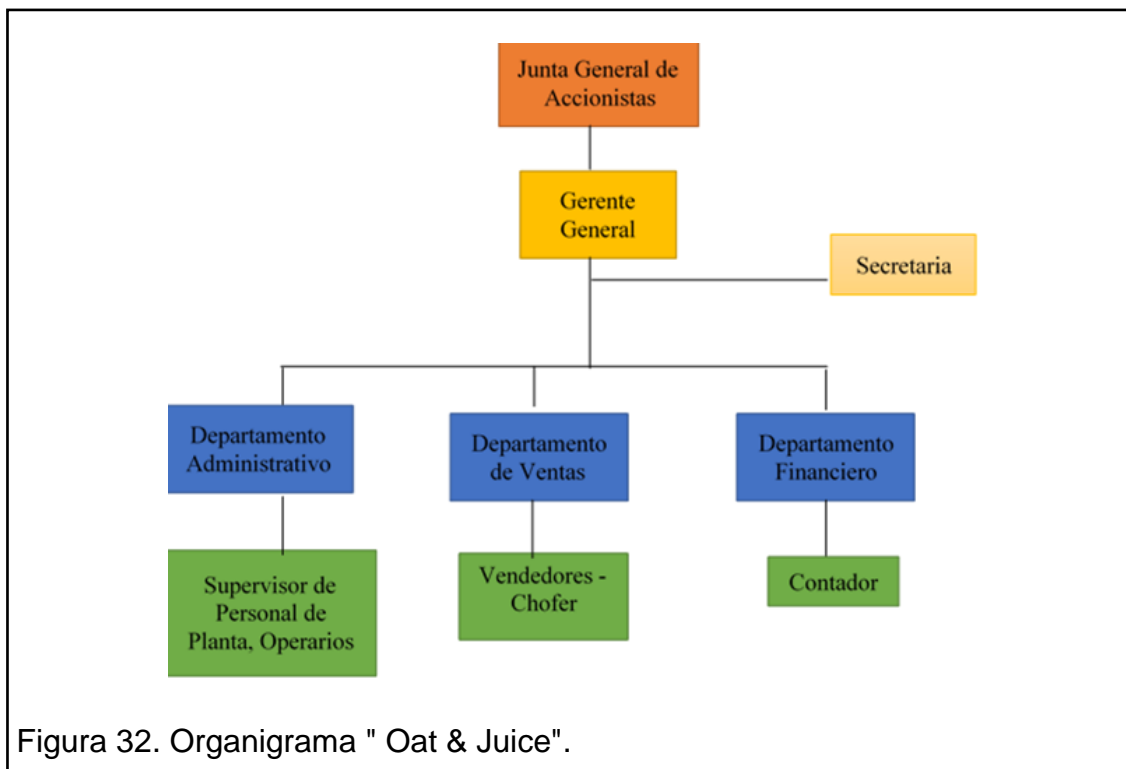 Junta General de
Accionistas
Gerente
General
Secretaria
Departamento
Administrativo
Departamento
de Ventas
Departamento
Financiero
Supervisor de
Personal de
Planta, Operarios
Vendedores -
Chofer
Contador
Figura 32. Organigrama " Oat & Juice".